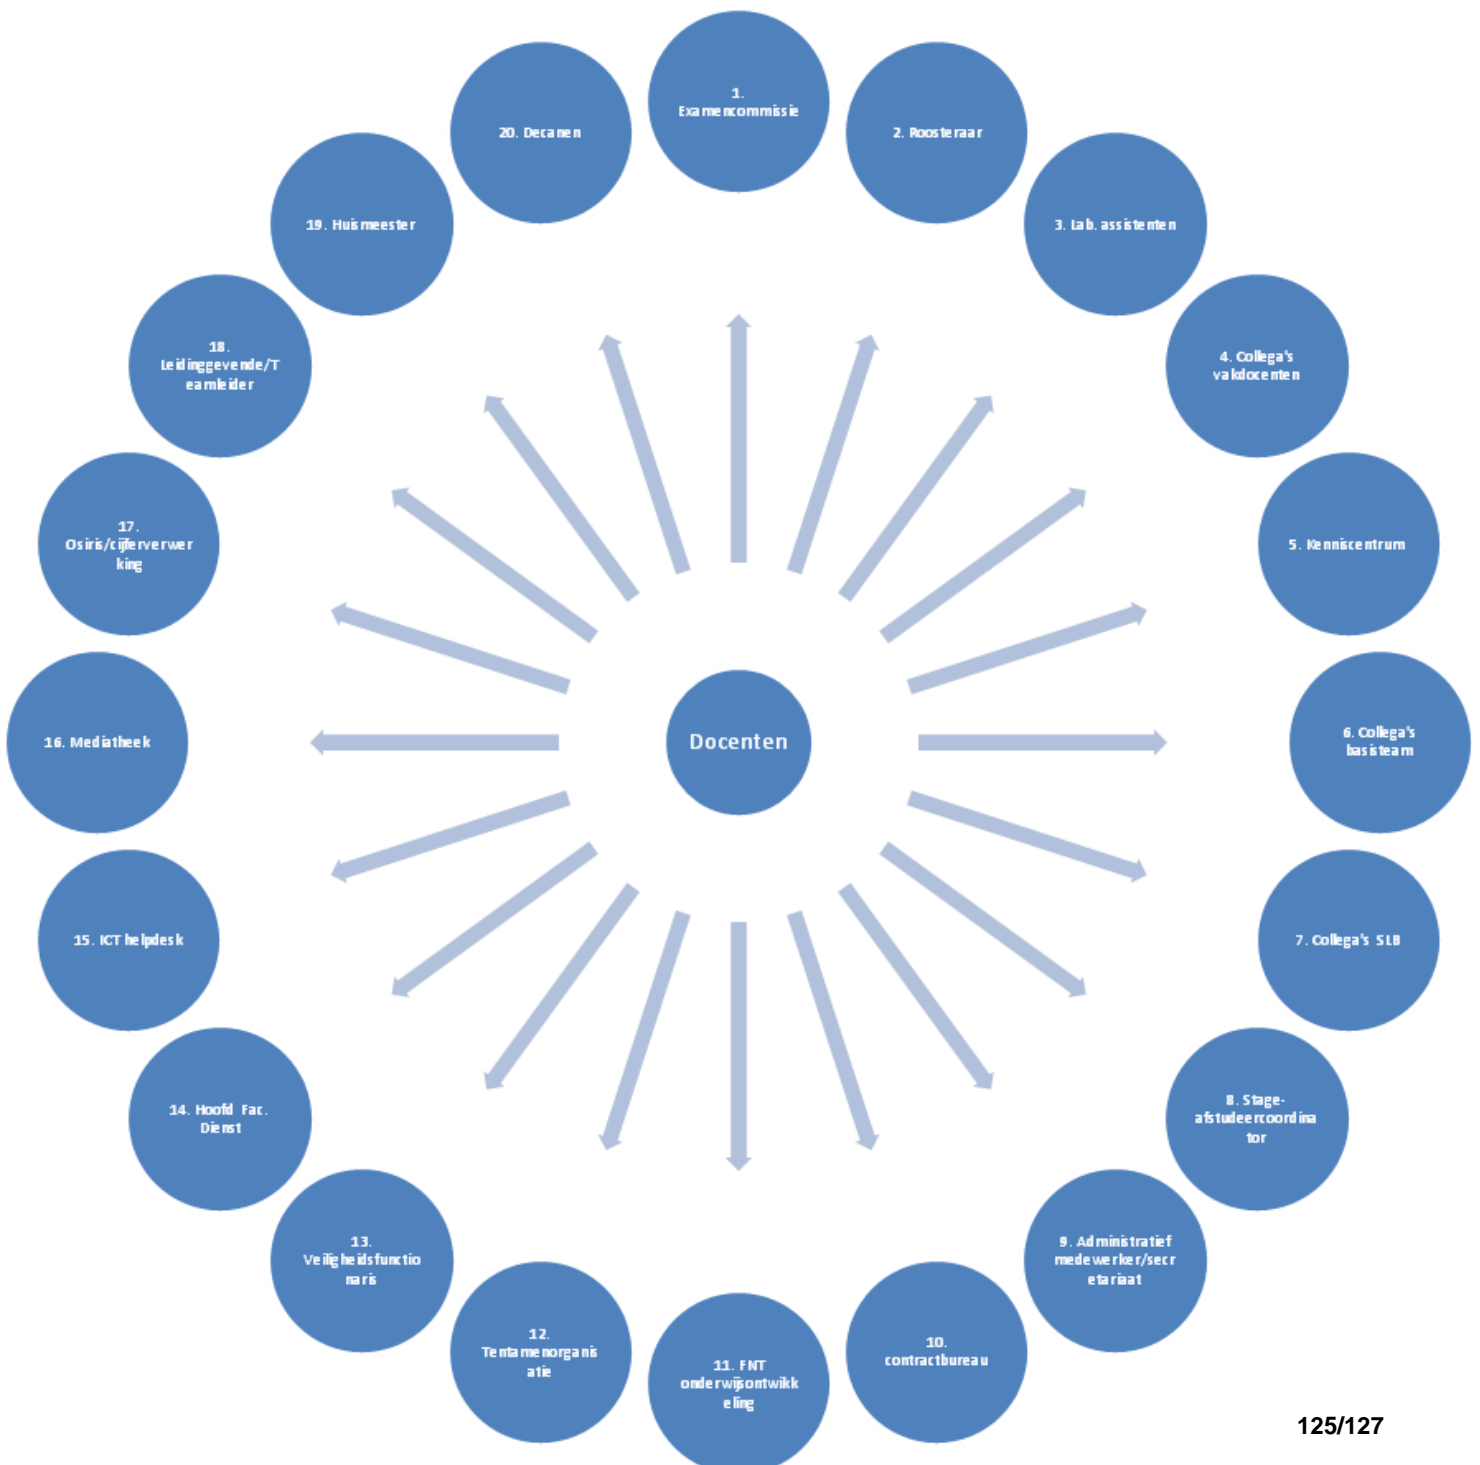 1.
Examencommissie
2. Roosteraar
3. Lab. assistenten
4. Collega's
vakdocenten
5. Kenniscentrum
6. Collega's
basisteam
7. Collega's SLB
8. Stage-
afstudeercoordina
tor
9. Administratief
medewerker/secr
etariaat
10.
contractbureau
11. FNT
onderwijsontwikk
eling
12.
Tentamenorganis
atie
13.
Veiligheidsfunctio
naris
14. Hoofd Fac.
Dienst
15. ICT helpdesk
16. Mediatheek
17.
Osiris/cijferverwer
king
18.
Leidinggevende/T
eamleider
19. Huismeester
20. Decanen
Docenten
125/127